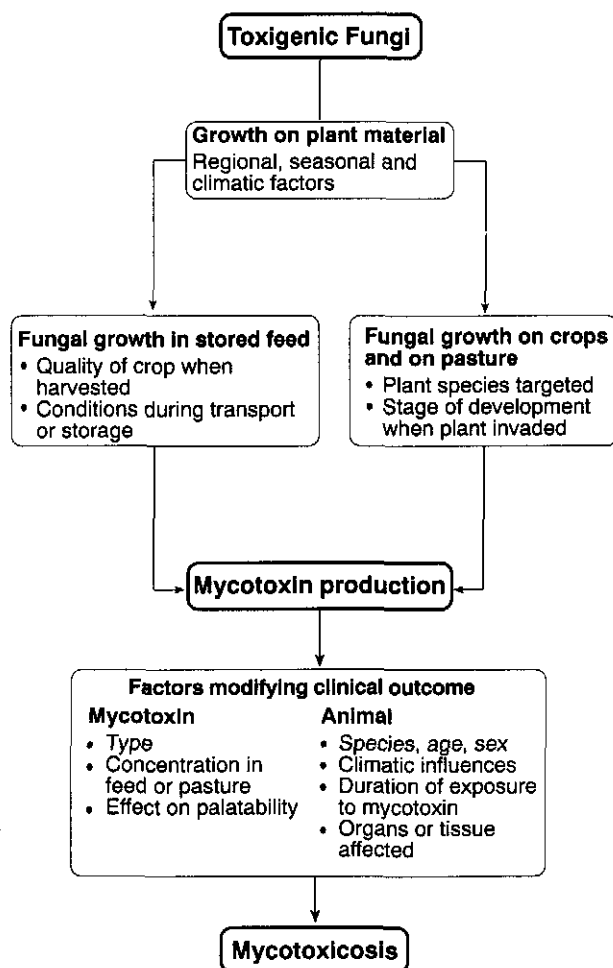 Toxigenic Fungi
Growth on plant material
Regional, seasonal and
climatic factors
Fungal growth in stored feed
• Quality of crop when
harvested
• Conditions during transport
or storage
Fungal growth on crops
and on pasture
• Plant species targeted
• Stage of development
when plant invaded
Mycotoxin production
Factors modifying clinical outcome
Mycotoxin
• Type
• Concentration in
feed or pasture
• Effect on palatability
Animal
• Species, age, sex
• Climatic influences
• Duration of exposure
to mycotoxin
• Organs or tissue
affected
Mycotoxicosis